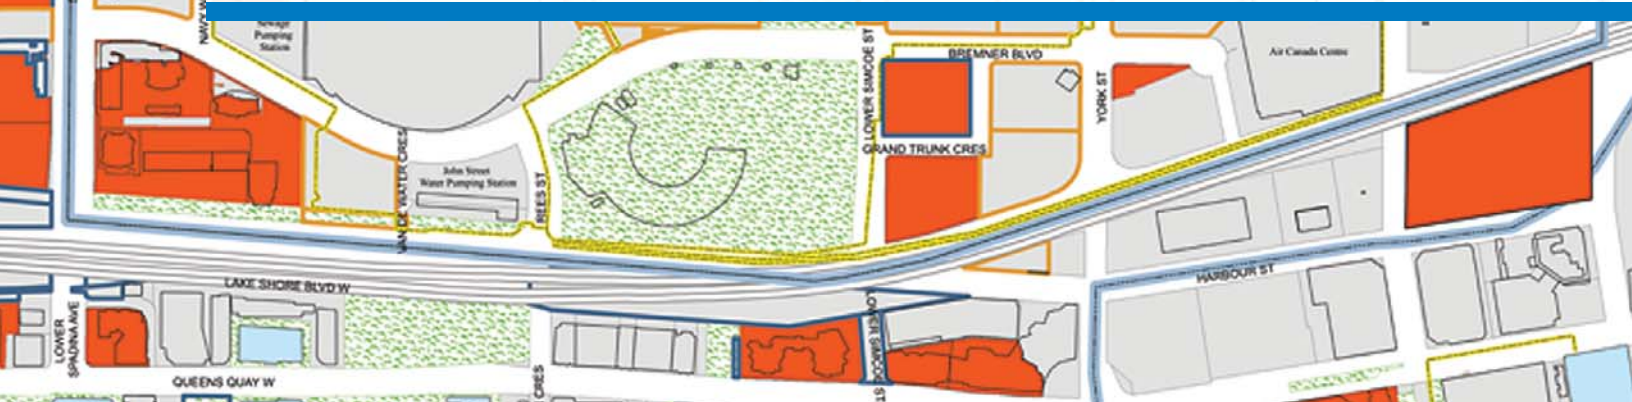 NAVY W
Sewage
Pumping
Station
LOWER SIMCOE ST
BREMNER BLVD
Air Canada Centre
YORK ST
GRAND TRUNK CRES
VAN DE WATER CRES
John Street
Water Pumping Station
REES ST
HARBOUR ST
LAKE SHORE BLVD W
LOWER
SPADINA AVE
LOWER SIMCOE ST
QUEENS QUAY W
CRES